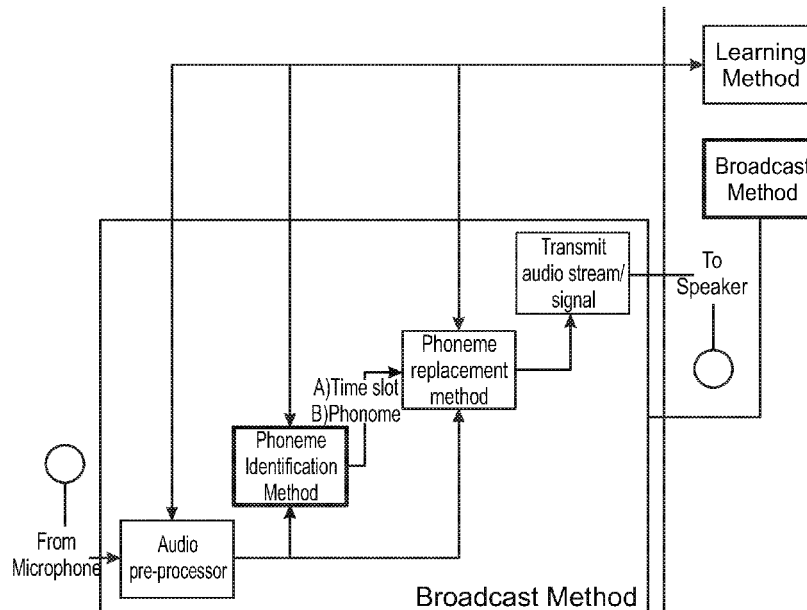 Learning
Method
Broadcast
Method
Transmit
audio stream/
signal
To
Speaker
Phoneme
replacement
method
A)Time slot
B)Phonome
Phoneme
Identification
Method
From
Microphone
Audio
pre-processor
Broadcast Method